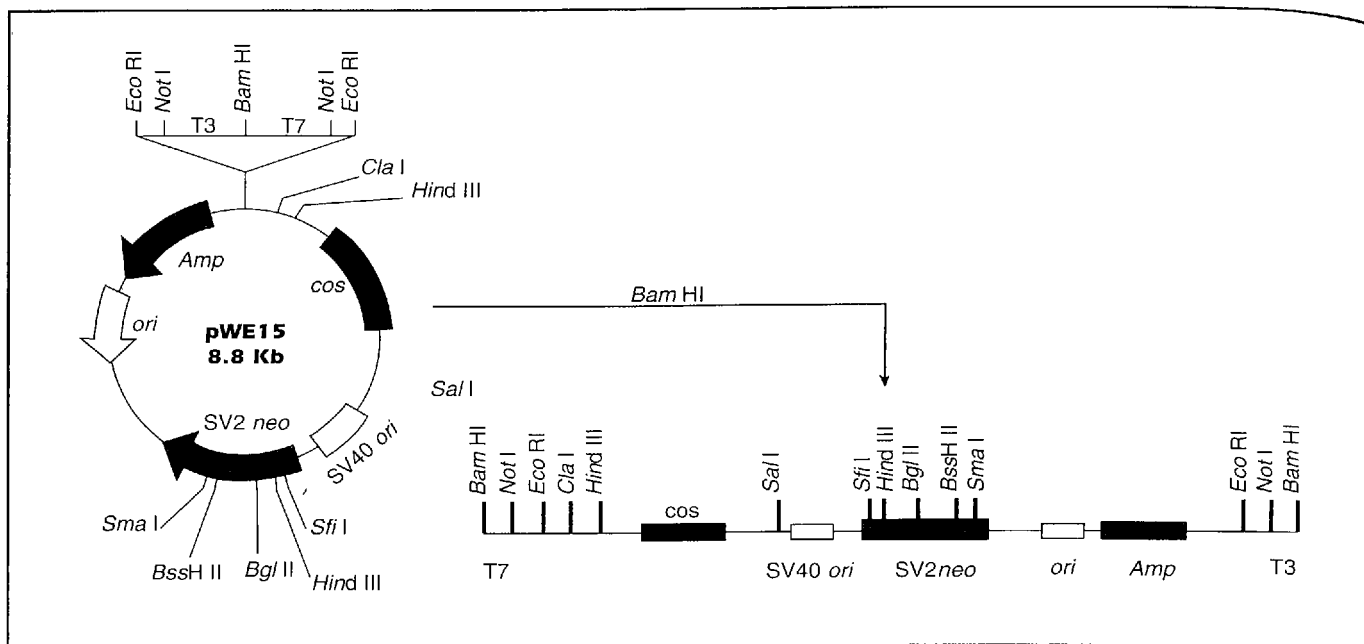 Eco RI
Not I
Bam HI
Not I
Eco RI
T3
T7
Cla I
Hind III
Amp
cos
ori
pWE15
8.8 Kb
SV2 neo
SV40 ori
Sma I
BssH II
Bgl II
Hind III
Sfi I
Bam HI
Sal I
Bam HI
Not I
Eco RI
Cla I
Hind III
cos
Sal I
Sfi I
Hind III
Bgl II
BssH II
Sma I
Eco RI
Not I
Bam HI
T7
SV40 ori
SV2neo
ori
Amp
T3